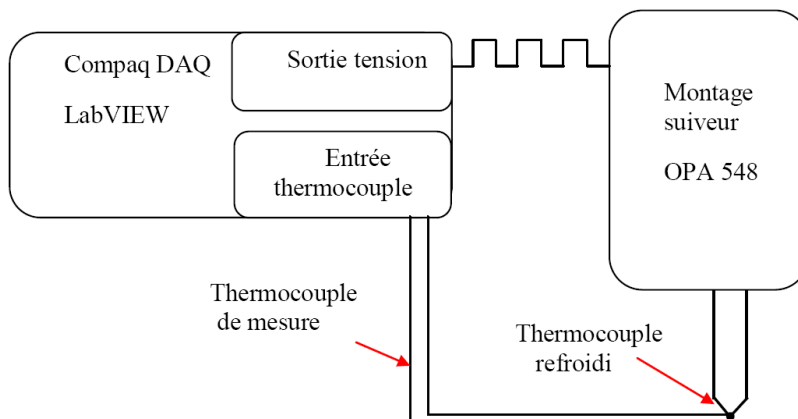 Compaq DAQ
LabVIEW
Sortie tension
Entrée
thermocouple
Montage
suiveur
OPA 548
Thermocouple
de mesure
Thermocouple
refroidi